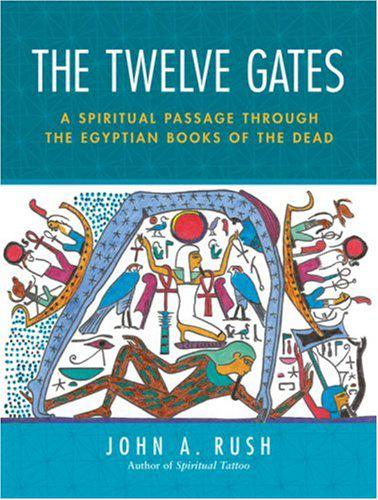 THE TWELVE GATES
A SPIRITUAL PASSAGE THROUGH
THE EGYPTIAN BOOKS OF THE DEAD
JOHN A. RUSH
Author of Spiritual Tattoo